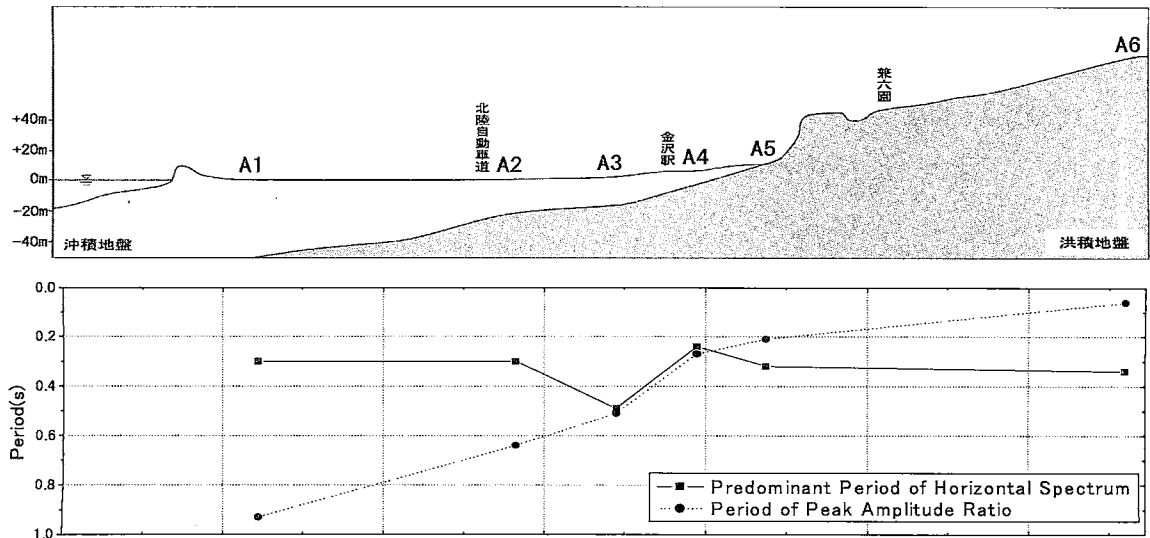 A6
兼六園
+40m
北陸自動車道
+20m
金沢駅
A1
A2
A3
A4
A5
0m
-20m
-40m
沖積地盤
洪積地盤
0.0
0.2
0.4
0.6
0.8
1.0
Period(s)
Predominant Period of Horizontal Spectrum
Period of Peak Amplitude Ratio